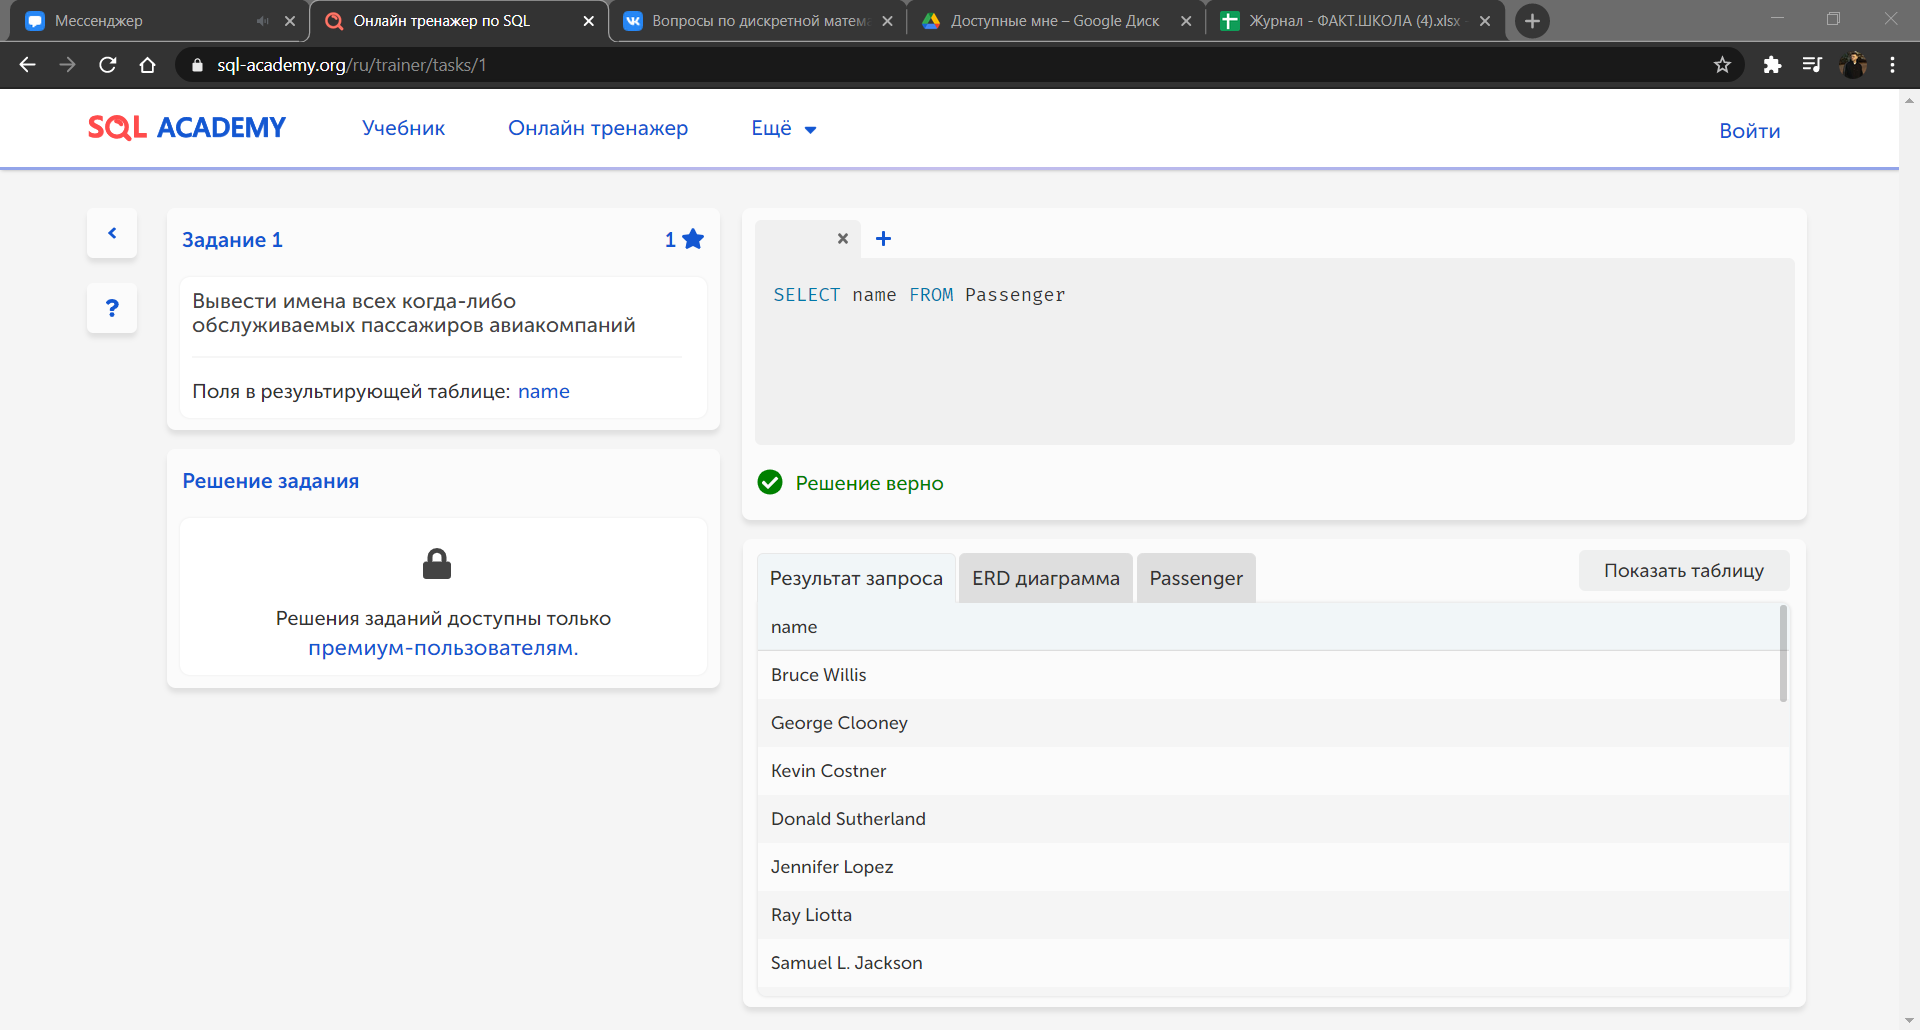 Мессенджер
Онлайн тренажер по SQL
Вопросы по дискретной матема
Доступные мне – Google Диск
Журнал - ФАКТ.ШКОЛА (4).xlsx
sql-academy.org/ru/trainer/tasks/1
SQL ACADEMY
Учебник
Онлайн тренажер
Ещё
Войти
Задание 1
1
Вывести имена всех когда-либо
обслуживаемых пассажиров авиакомпаний
Поля в результирующей таблице: name
Решение задания
Решения заданий доступны только
премиум-пользователям.
SELECT name FROM Passenger
Решение верно
Результат запроса
ERD диаграмма
Passenger
Показать таблицу
name
Bruce Willis
George Clooney
Kevin Costner
Donald Sutherland
Jennifer Lopez
Ray Liotta
Samuel L. Jackson